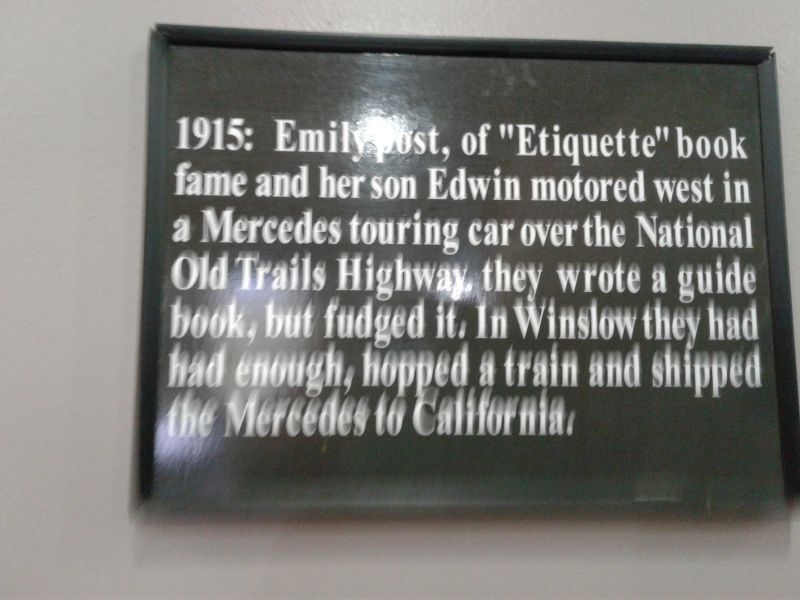 1915: Emily post, of "Etiquette" book
fame and her son Edwin motored west in
a Mercedes touring car over the National
Old Trails Highway, they wrote a guide
book, but fudged it. In Winslow they had
had enough, hopped a train and shipped
the Mercedes to California.